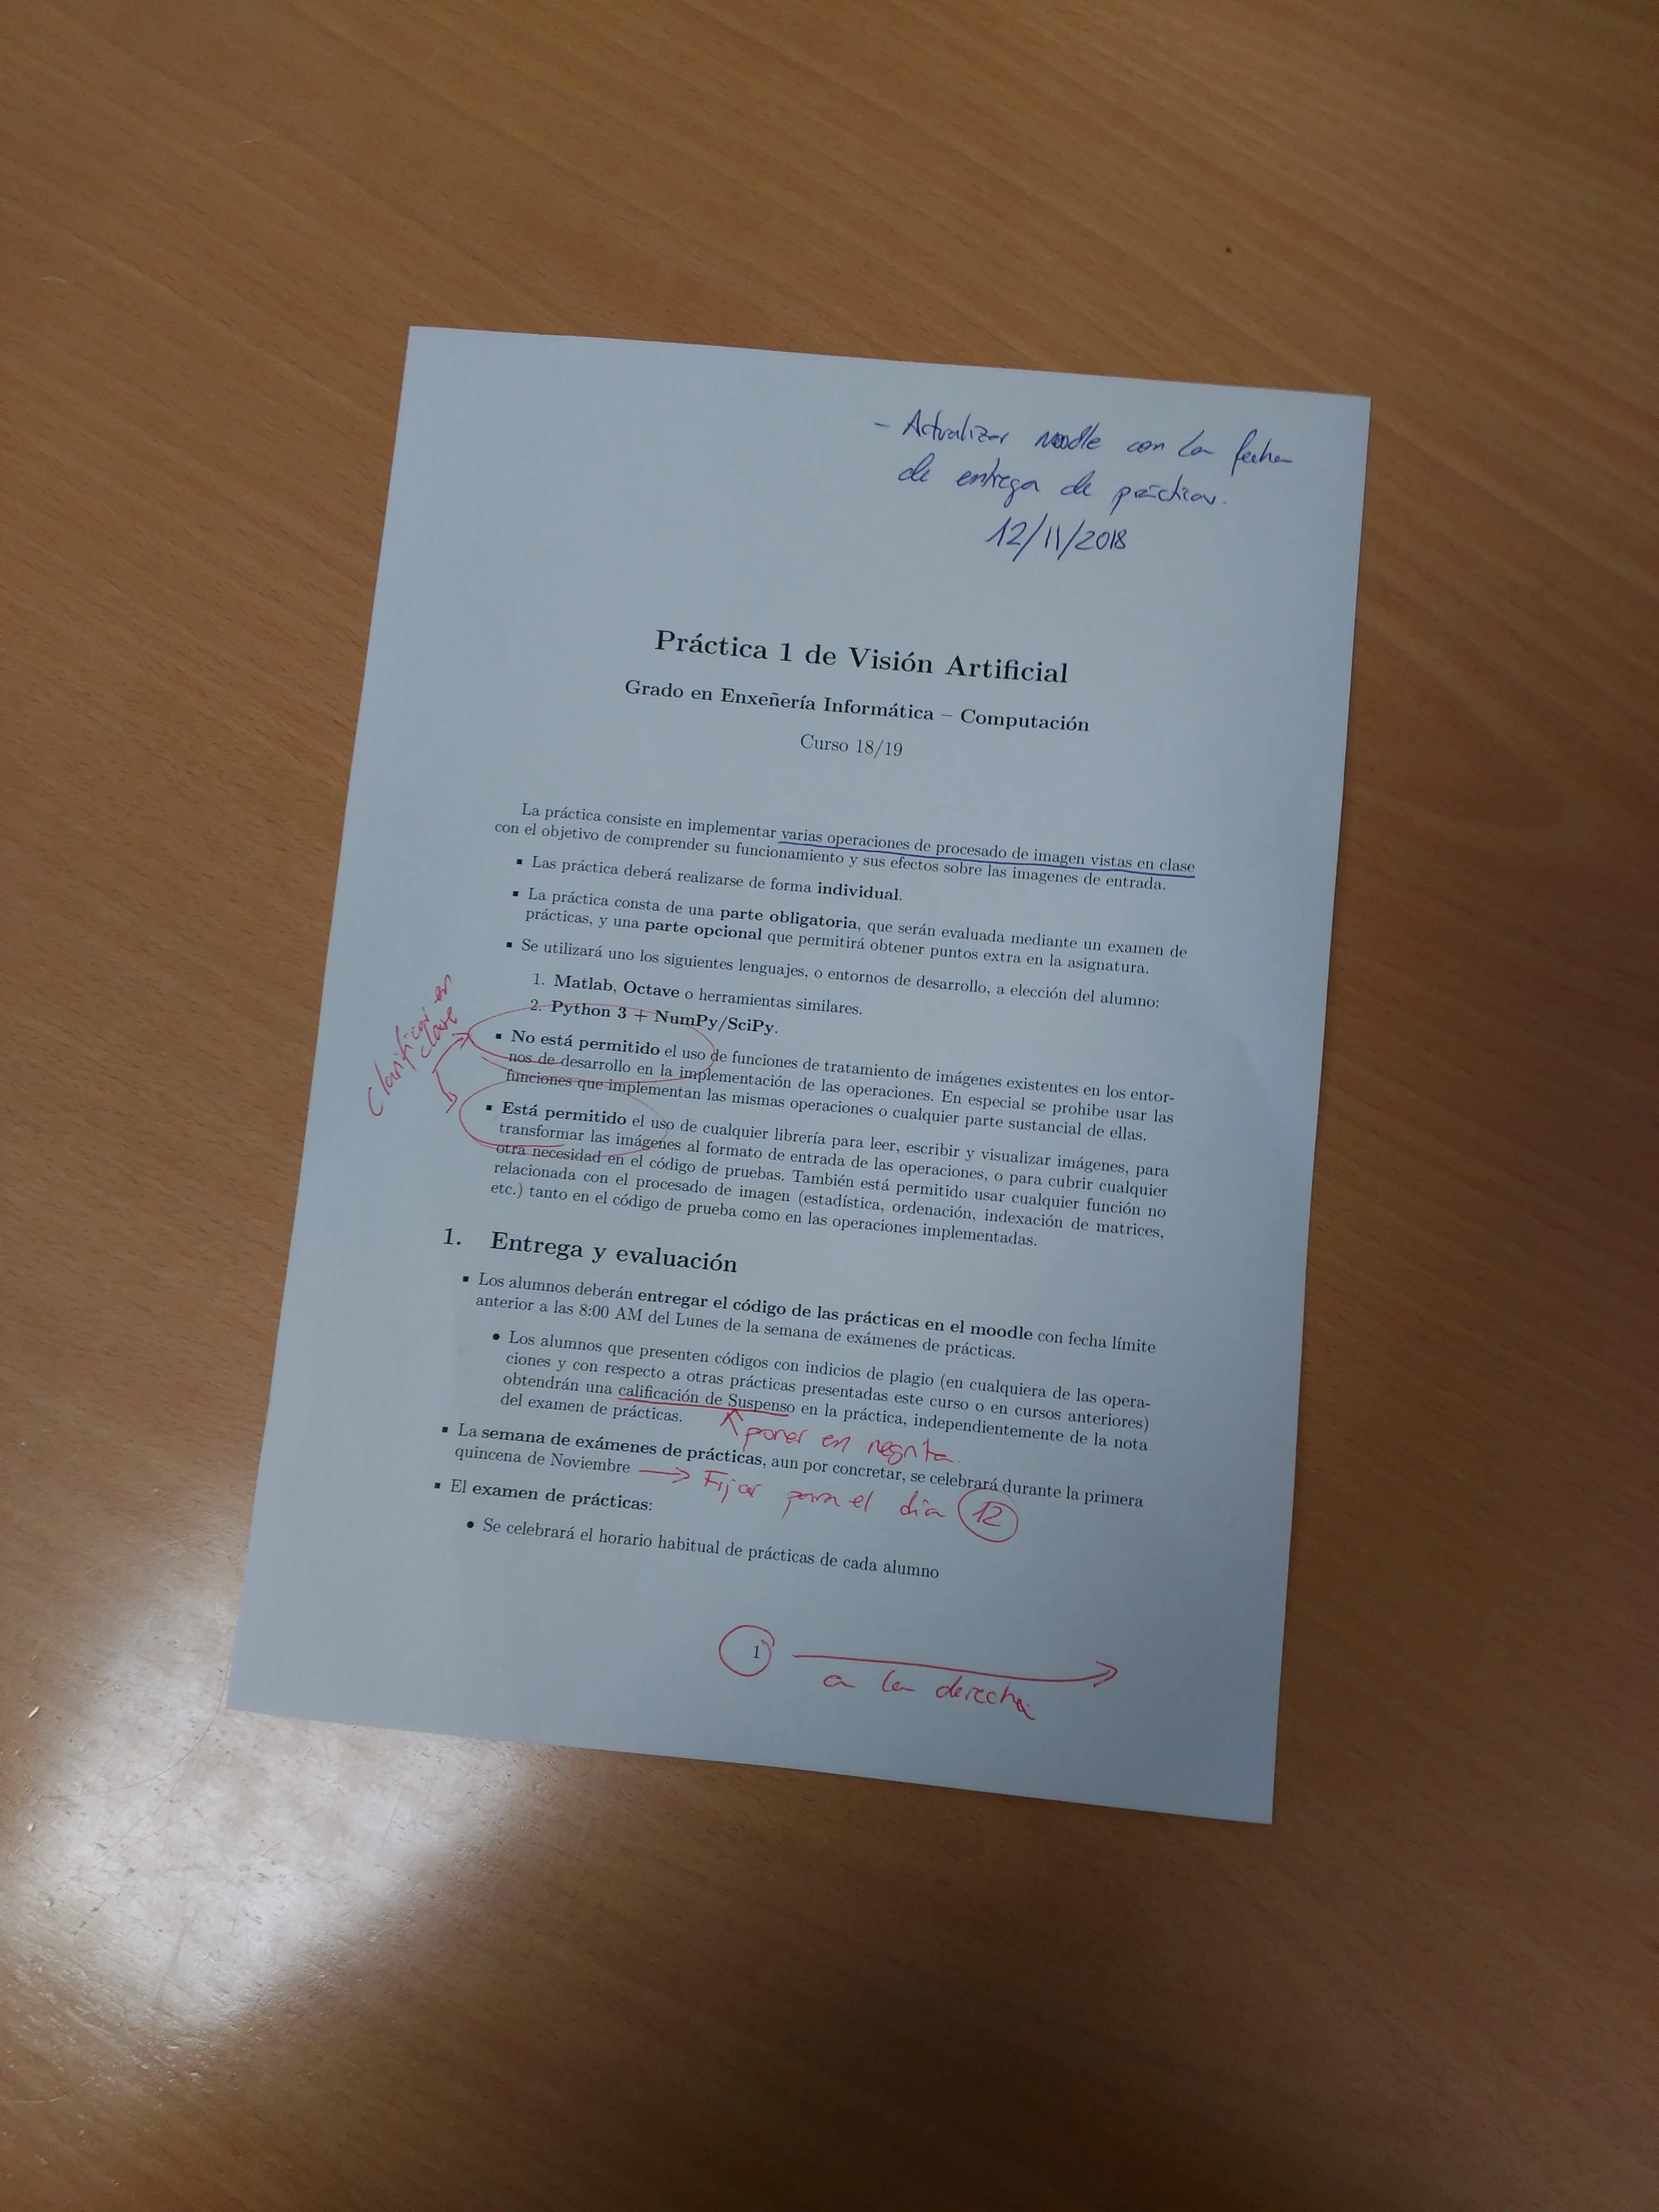 - Actualizar moodle con la fecha
de entrega de prácticas.
12/11/2018
Práctica 1 de Visión Artificial
Grado en Enxeñería Informática – Computación
Curso 18/19
La práctica consiste en implementar varias operaciones de procesado de imagen vistas en clase
con el objetivo de comprender su funcionamiento y sus efectos sobre las imagenes de entrada.
▪ Las práctica deberá realizarse de forma individual.
▪ La práctica consta de una parte obligatoria, que serán evaluada mediante un examen de
prácticas, y una parte opcional que permitirá obtener puntos extra en la asignatura.
▪ Se utilizará uno los siguientes lenguajes, o entornos de desarrollo, a elección del alumno:
1. Matlab, Octave o herramientas similares.
2. Python 3 + NumPy/SciPy.
Clarificar en
clase
▪ No está permitido el uso de funciones de tratamiento de imágenes existentes en los entor-
nos de desarrollo en la implementación de las operaciones. En especial se prohibe usar las
funciones que implementan las mismas operaciones o cualquier parte sustancial de ellas.
▪ Está permitido el uso de cualquier librería para leer, escribir y visualizar imágenes, para
transformar las imágenes al formato de entrada de las operaciones, o para cubrir cualquier
otra necesidad en el código de pruebas. También está permitido usar cualquier función no
relacionada con el procesado de imagen (estadística, ordenación, indexación de matrices,
etc.) tanto en el código de prueba como en las operaciones implementadas.
1. Entrega y evaluación
▪ Los alumnos deberán entregar el código de las prácticas en el moodle con fecha límite
anterior a las 8:00 AM del Lunes de la semana de exámenes de prácticas.
• Los alumnos que presenten códigos con indicios de plagio (en cualquiera de las opera-
ciones y con respecto a otras prácticas presentadas este curso o en cursos anteriores)
obtendrán una calificación de Suspenso en la práctica, independientemente de la nota
del examen de prácticas.
poner en negrita.
▪ La semana de exámenes de prácticas, aun por concretar, se celebrará durante la primera
quincena de Noviembre → Fijar para el día 12
▪ El examen de prácticas:
• Se celebrará el horario habitual de prácticas de cada alumno
1
a la derecha